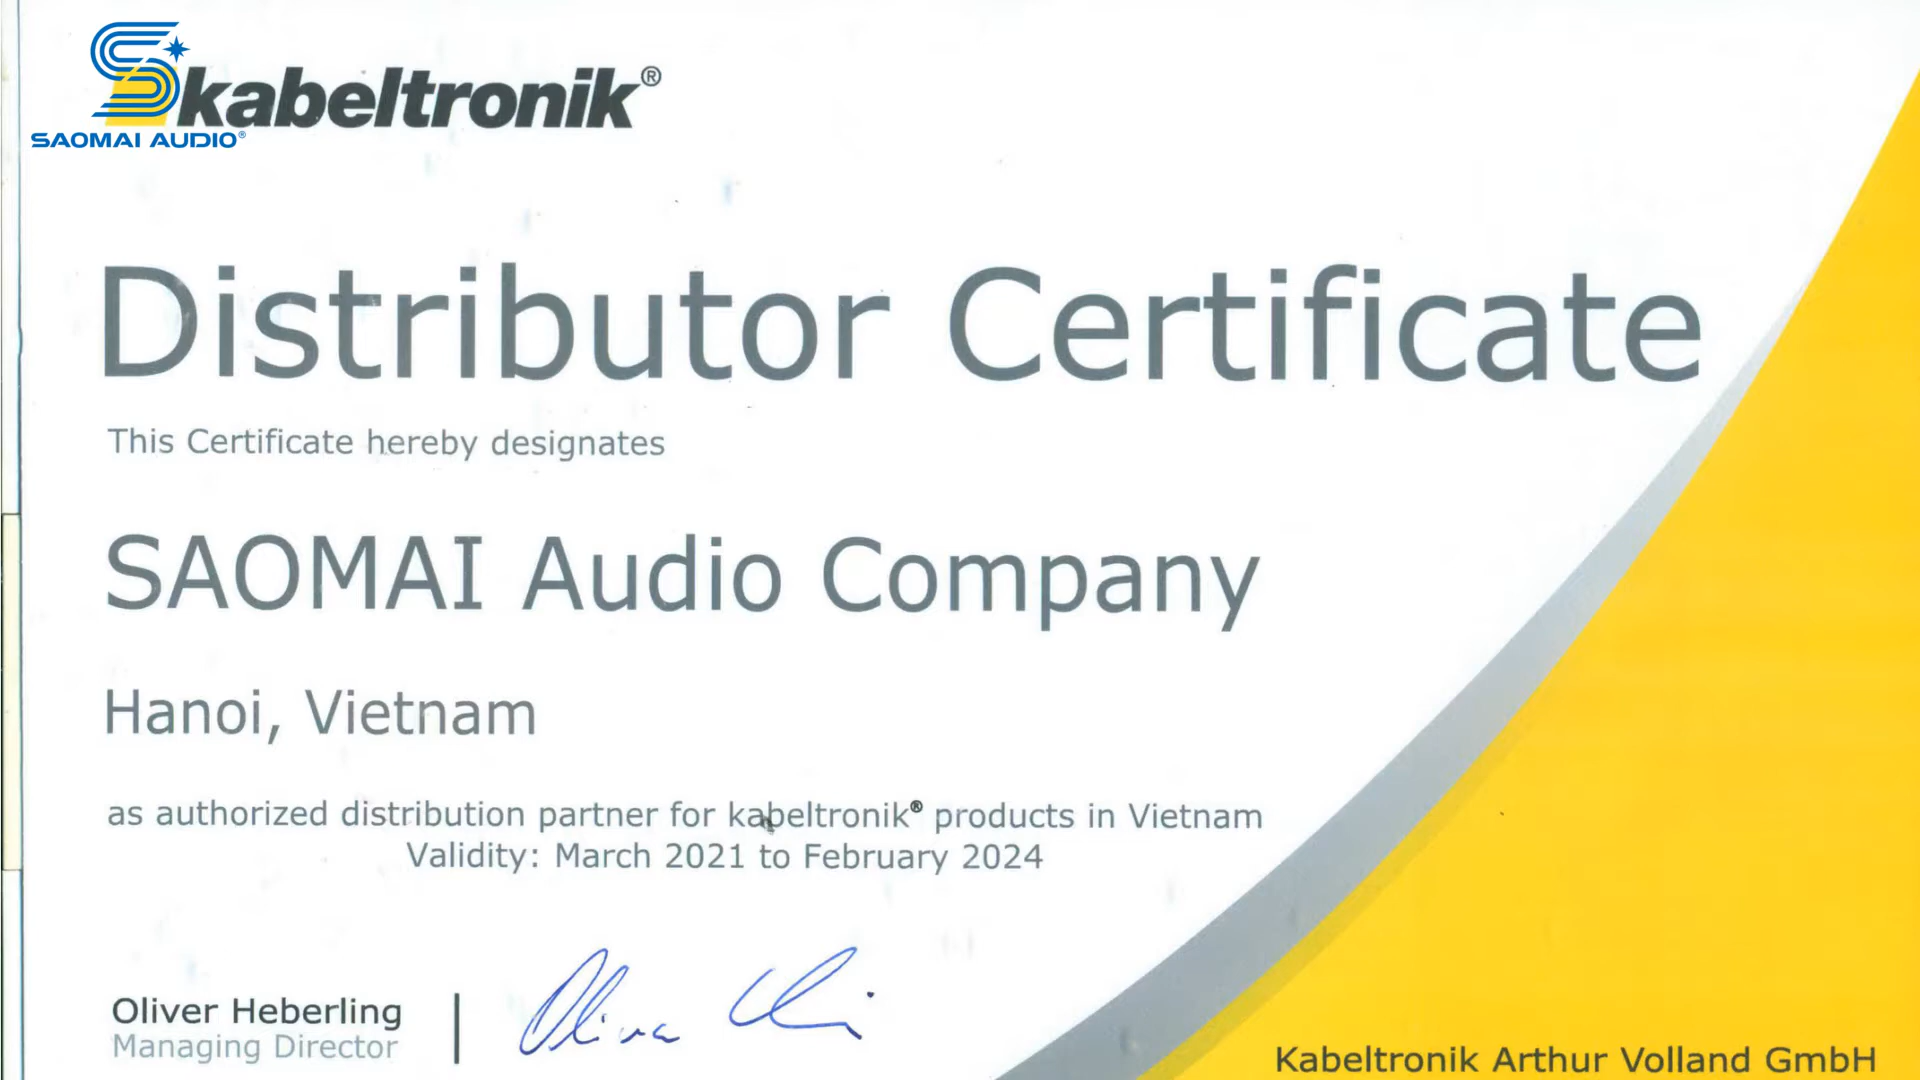 kabeltronik®
SAOMAI AUDIO®
Distributor Certificate
This Certificate hereby designates
SAOMAI Audio Company
Hanoi, Vietnam
as authorized distribution partner for kabeltronik® products in Vietnam
Validity: March 2021 to February 2024
Oliver Heberling
Managing Director
Kabeltronik Arthur Volland GmbH